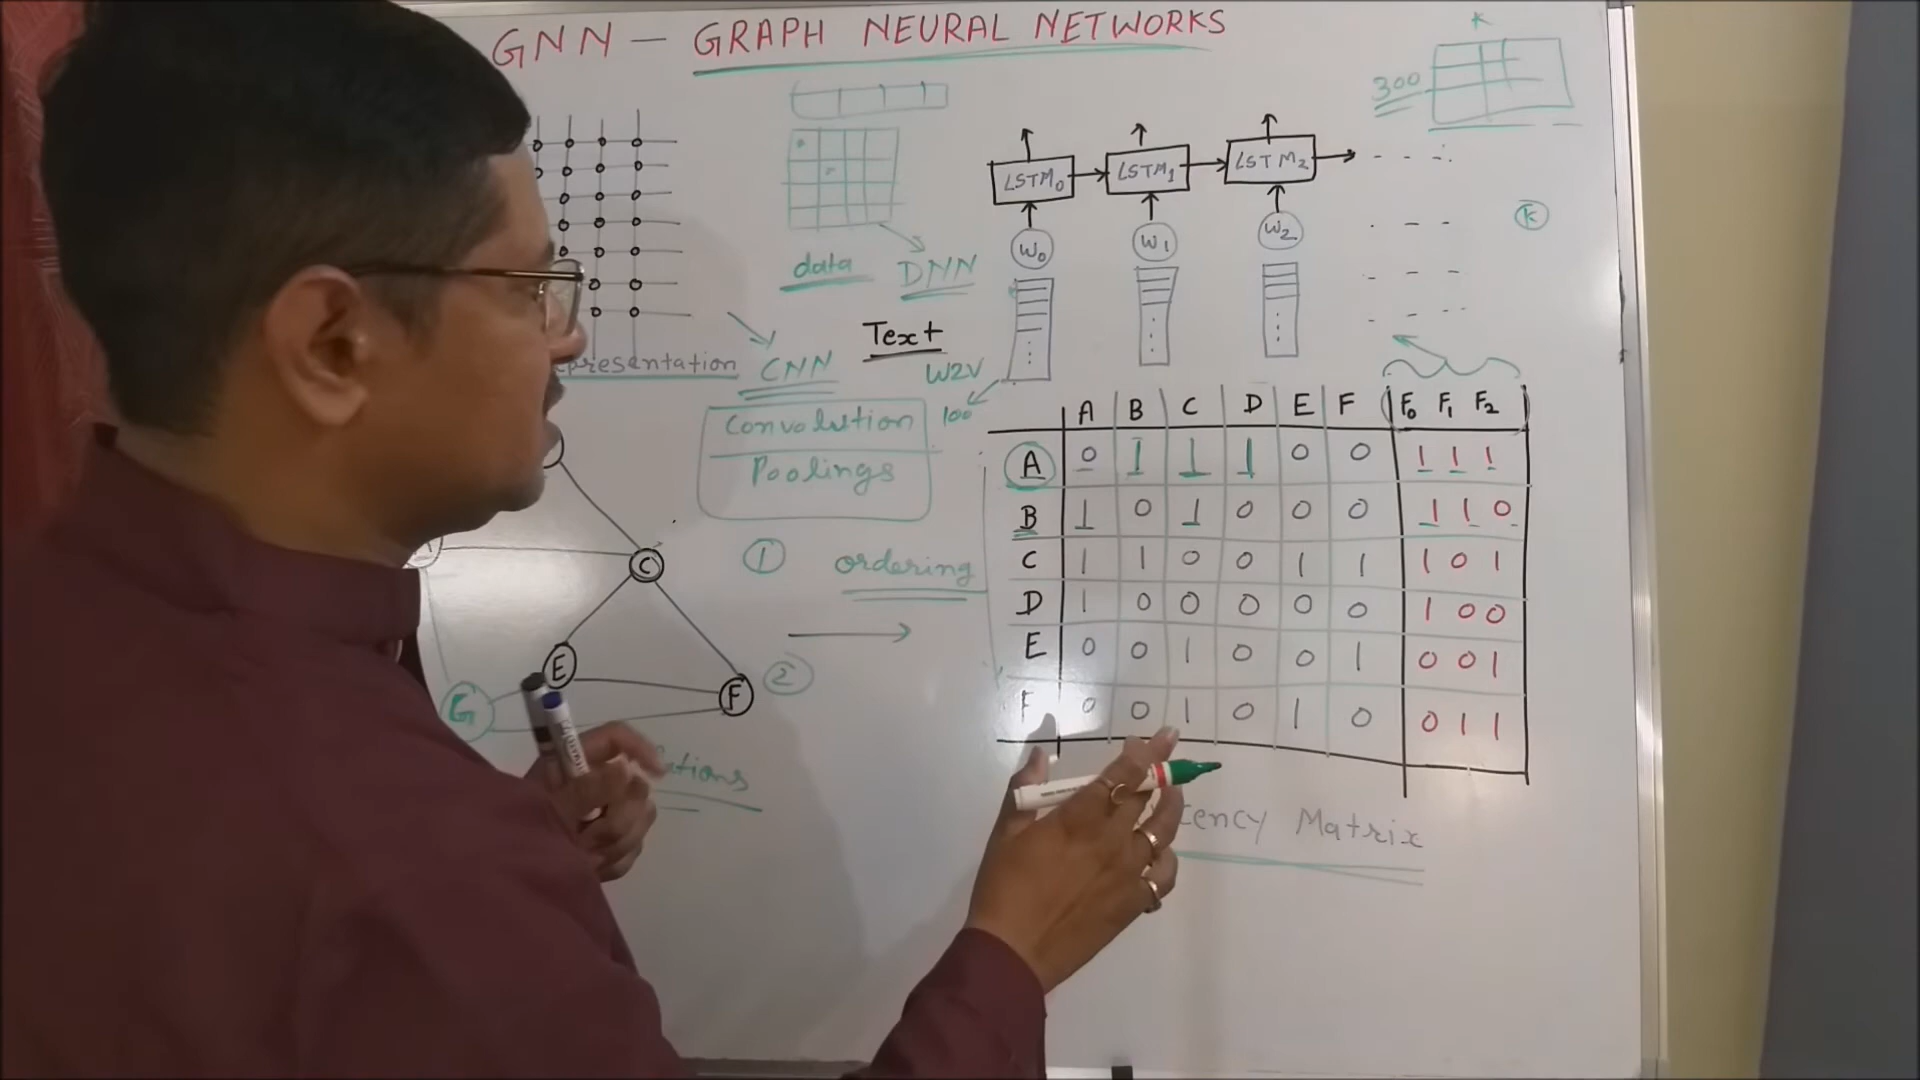 GNN — GRAPH NEURAL NETWORKS
K
300
LSTM0 LSTM1 LSTM2
W0 W1 W2
K
data DNN
Text
CNN
W2V
100
Convolution
Poolings
A B C D E F F0 F1 F2
A 0 1 1 1 0 0 1 1 1
B 1 0 1 0 0 0 1 1 0
C 1 1 0 0 1 1 1 0 1
D 1 0 0 0 0 0 1 0 0
E 0 0 1 0 0 1 0 0 1
F 0 0 1 0 1 0 0 1 1
1 ordering
A
C
E
F
2
G
Matrix